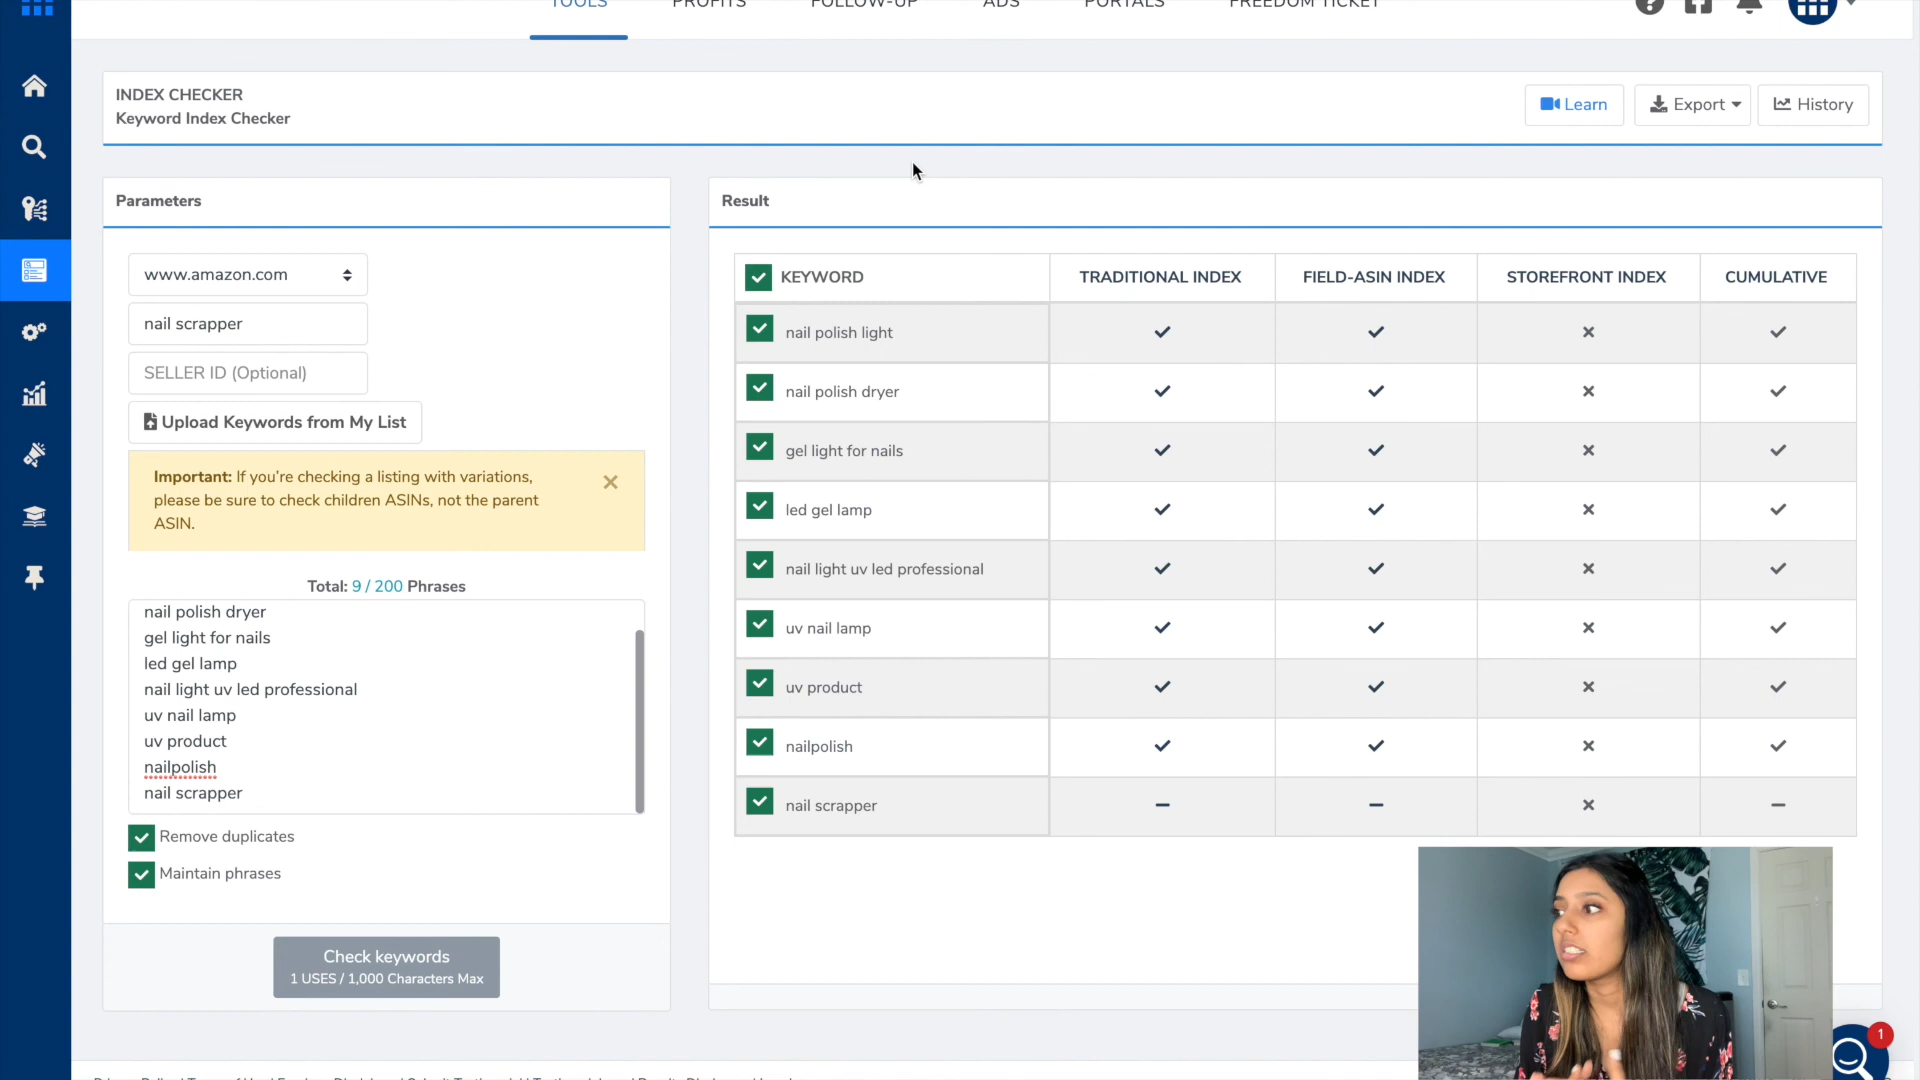 TOOLS PROFITS FOLLOW-UP ADS PORTALS FREEDOM TICKET
INDEX CHECKER
Keyword Index Checker
Learn Export History
Parameters
www.amazon.com
nail scrapper
SELLER ID (Optional)
Upload Keywords from My List
Important: If you're checking a listing with variations,
please be sure to check children ASINs, not the parent
ASIN.
Total: 9 / 200 Phrases
nail polish dryer
gel light for nails
led gel lamp
nail light uv led professional
uv nail lamp
uv product
nailpolish
nail scrapper
Remove duplicates
Maintain phrases
Check keywords
1 USES / 1,000 Characters Max
Result
KEYWORD TRADITIONAL INDEX FIELD-ASIN INDEX STOREFRONT INDEX CUMULATIVE
nail polish light
nail polish dryer
gel light for nails
led gel lamp
nail light uv led professional
uv nail lamp
uv product
nailpolish
nail scrapper
1